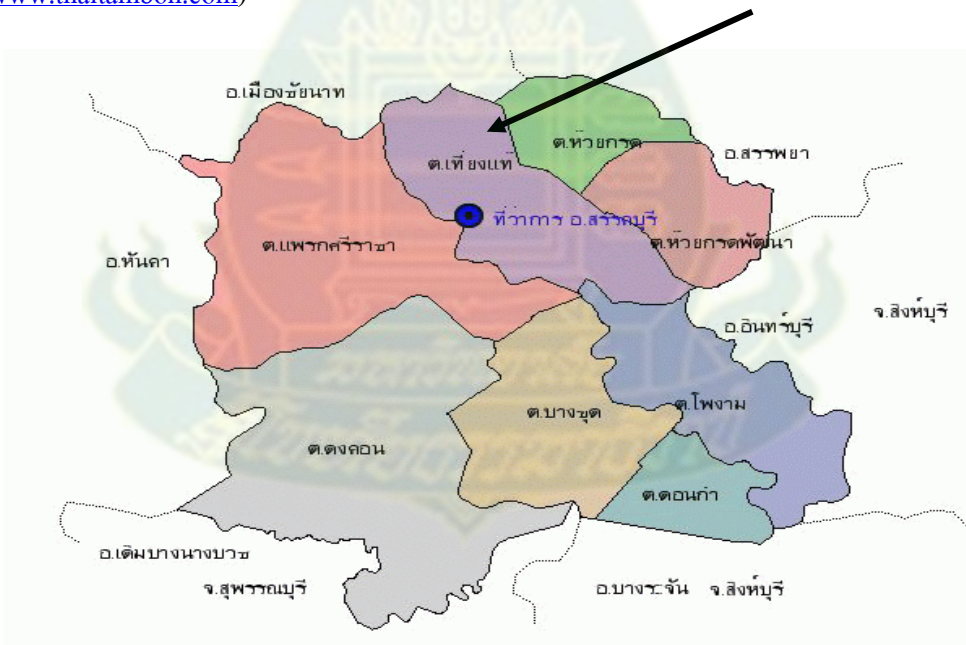 www.thaitambon.com)
อ.เมืองชัยนาท
ต.ห้วยกรด
อ.สรรพยา
ต.เที่ยงแท้
ที่ว่าการ อ.สรรคบุรี
ต.แพรกศรีราชา
ต.ห้วยกรดพัฒนา
อ.หันคา
จ.สิงห์บุรี
อ.อินทร์บุรี
ต.โพงาม
ต.บางขุด
ต.ดงคอน
ต.ดอนกำ
อ.เดิมบางนางบวช
จ.สุพรรณบุรี
อ.บางระจัน จ.สิงห์บุรี